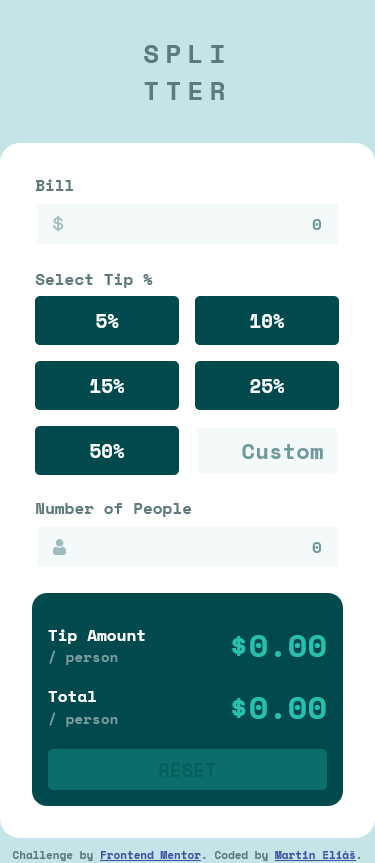 SPLI
TTER
Bill
$ 0
Select Tip %
5% 10%
15% 25%
50% Custom
Number of People
0
Tip Amount
/ person
$0.00
Total
/ person
$0.00
RESET
Challenge by Frontend Mentor. Coded by Martin Eliáš.